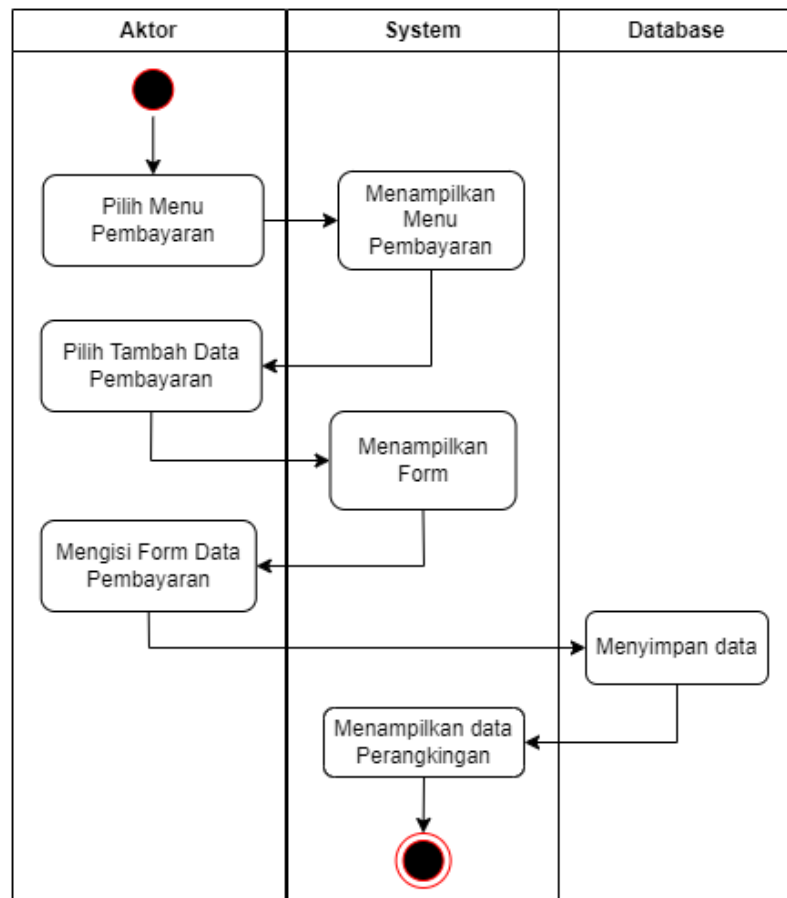 Aktor
System
Database
Pilih Menu
Pembayaran
Menampilkan
Menu
Pembayaran
Pilih Tambah Data
Pembayaran
Menampilkan
Form
Mengisi Form Data
Pembayaran
Menyimpan data
Menampilkan data
Perangkingan